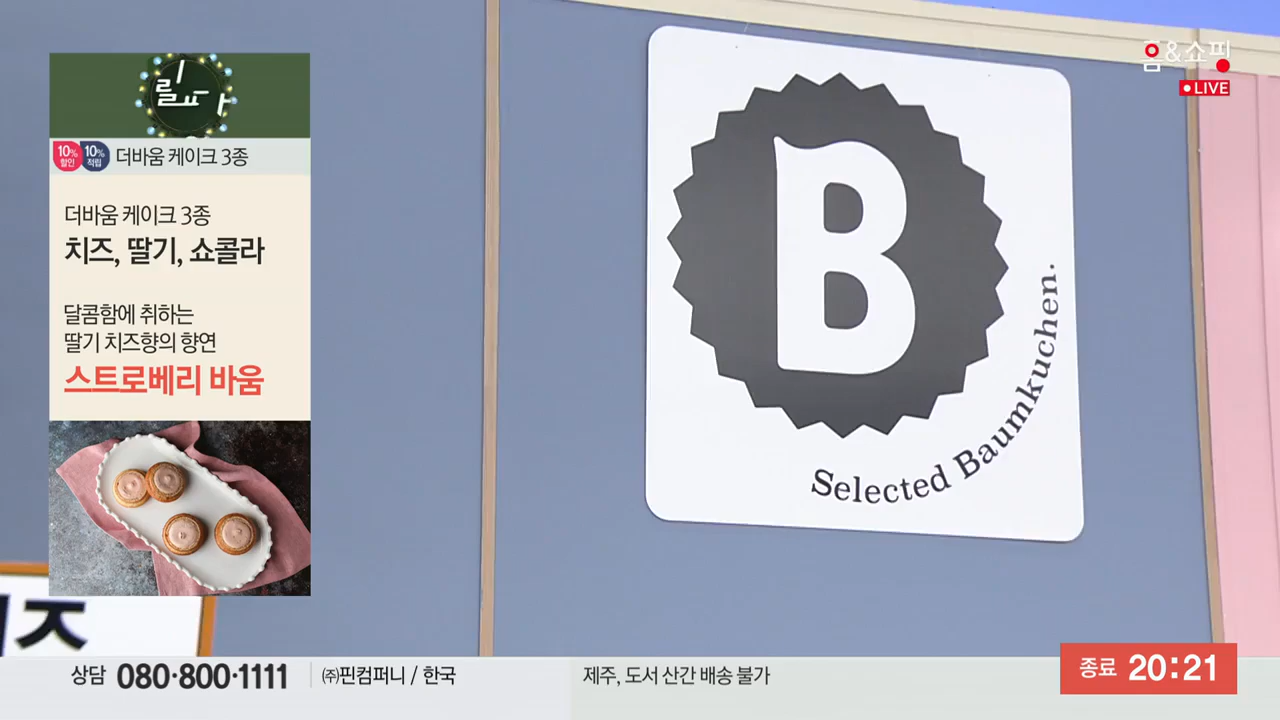 홈&쇼핑
LIVE
10%
할인
10%
적립
더바움 케이크 3종
더바움 케이크 3종
치즈, 딸기, 쇼콜라
달콤함에 취하는
딸기 치즈향의 향연
스트로베리 바움
B
Selected Baumkuchen.
상담 080·800·1111
㈜핀컴퍼니 / 한국
제주, 도서 산간 배송 불가
종료 20:21